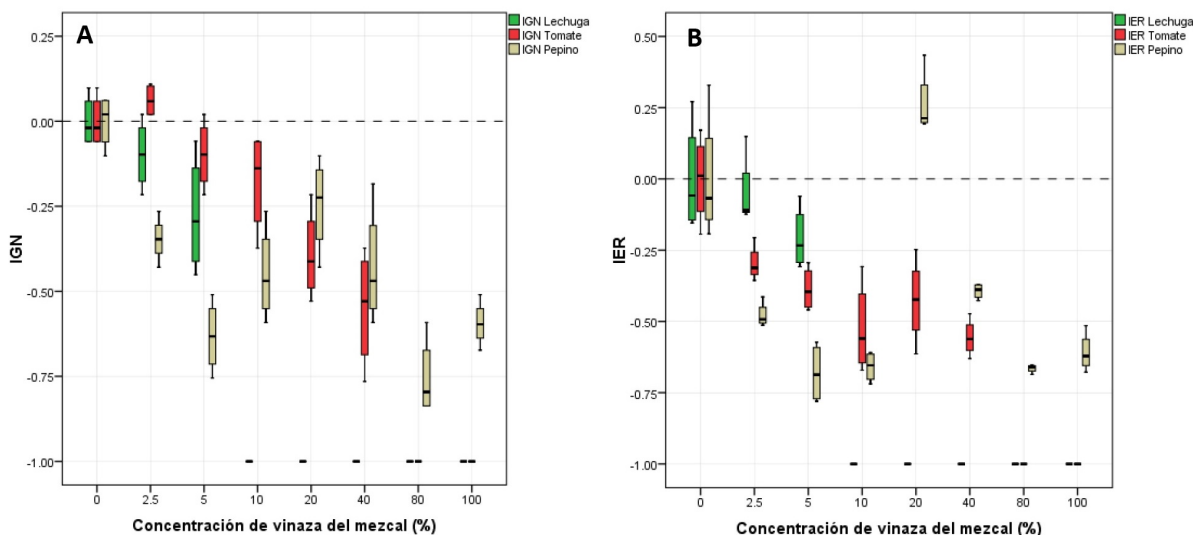 A
IGN Lechuga
IGN Tomate
IGN Pepino
0.25
0.00
-0.25
-0.50
-0.75
-1.00
IGN
0 2.5 5 10 20 40 80 100
Concentración de vinaza del mezcal (%)
B
IER Lechuga
IER Tomate
IER Pepino
0.50
0.25
0.00
-0.25
-0.50
-0.75
-1.00
IER
0 2.5 5 10 20 40 80 100
Concentración de vinaza del mezcal (%)